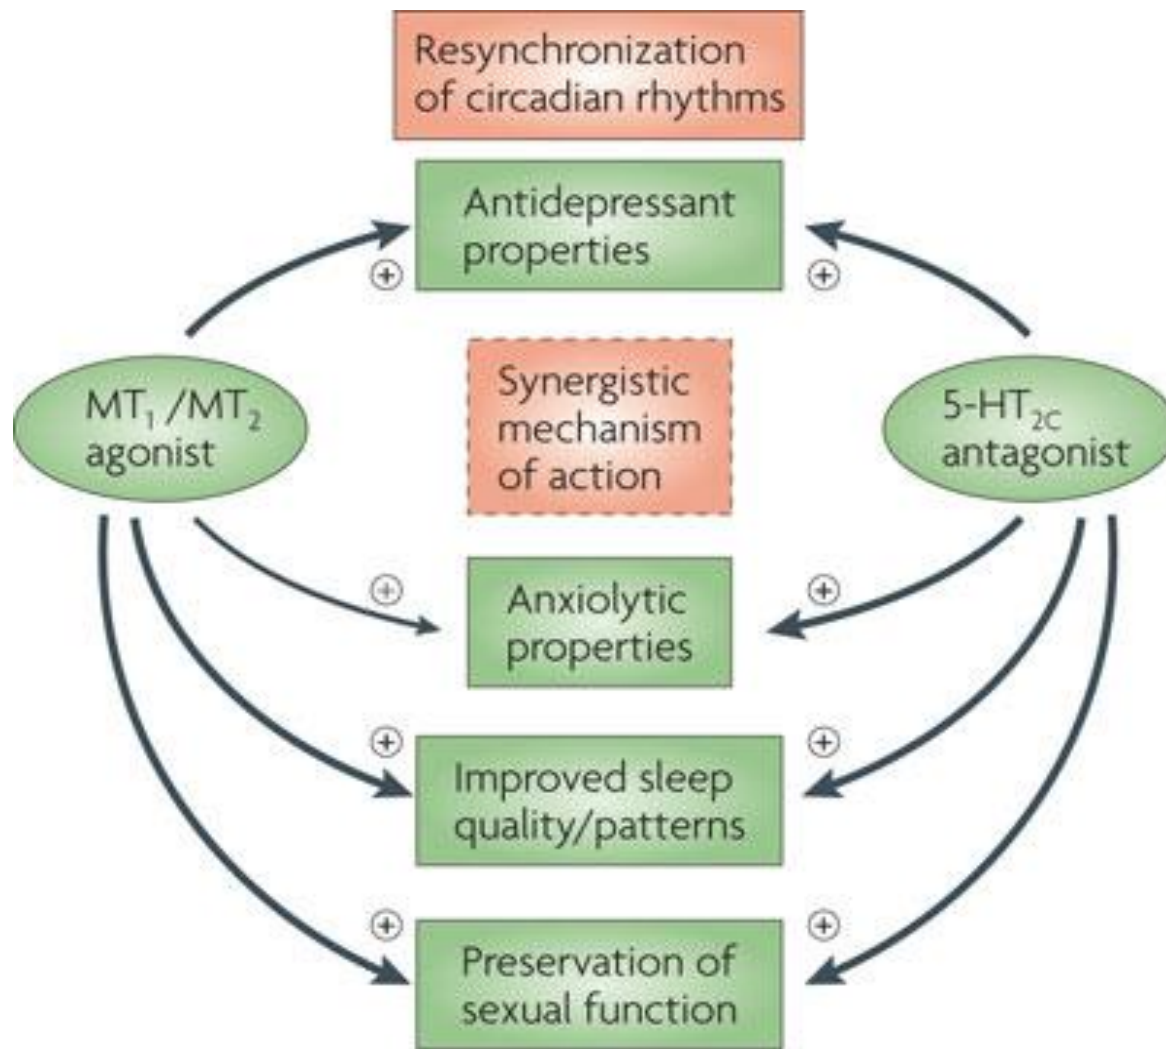 Resynchronization
of circadian rhythms
Antidepressant
properties
⊕
⊕
MT₁/MT₂
agonist
Synergistic
mechanism
of action
5-HT₂C
antagonist
⊕
⊕
Anxiolytic
properties
⊕
⊕
Improved sleep
quality/patterns
⊕
⊕
Preservation of
sexual function